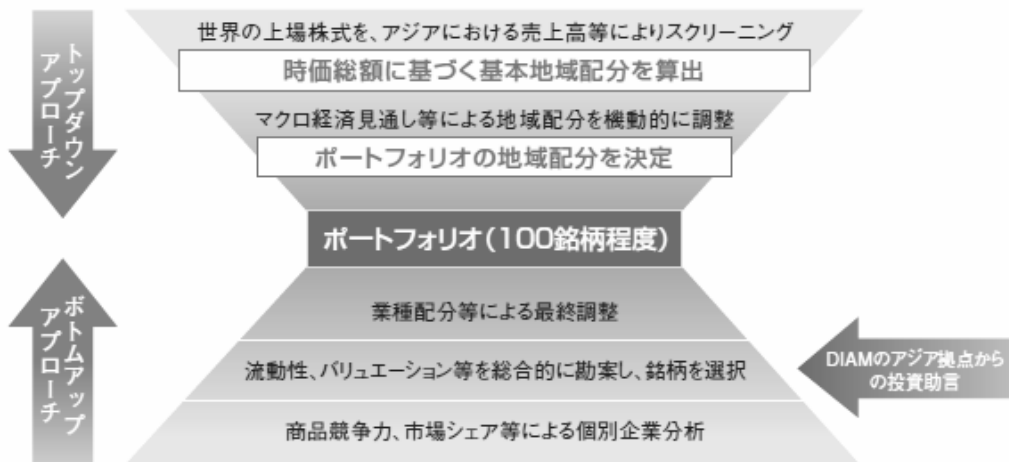 トップダウン
アプローチ
世界の上場株式を、アジアにおける売上高等によりスクリーニング
時価総額に基づく基本地域配分を算出
マクロ経済見通し等による地域配分を機動的に調整
ポートフォリオの地域配分を決定
ポートフォリオ(100銘柄程度)
ボトムアップ
アプローチ
業種配分等による最終調整
流動性、バリュエーション等を総合的に勘案し、銘柄を選択
商品競争力、市場シェア等による個別企業分析
DIAMのアジア拠点から
の投資助言